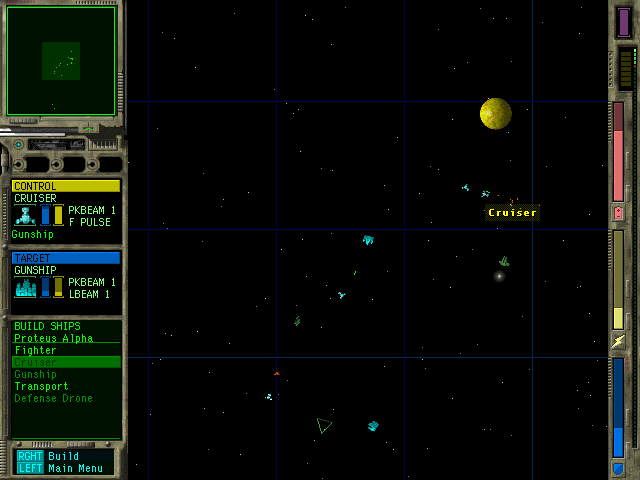 CONTROL
CRUISER
PKBEAM 1
F PULSE
Gunship
TARGET
GUNSHIP
PKBEAM 1
LBEAM 1
BUILD SHIPS
Proteus Alpha
Fighter
Cruiser
Gunship
Transport
Defense Drone
RGHT Build
LEFT Main Menu
Cruiser